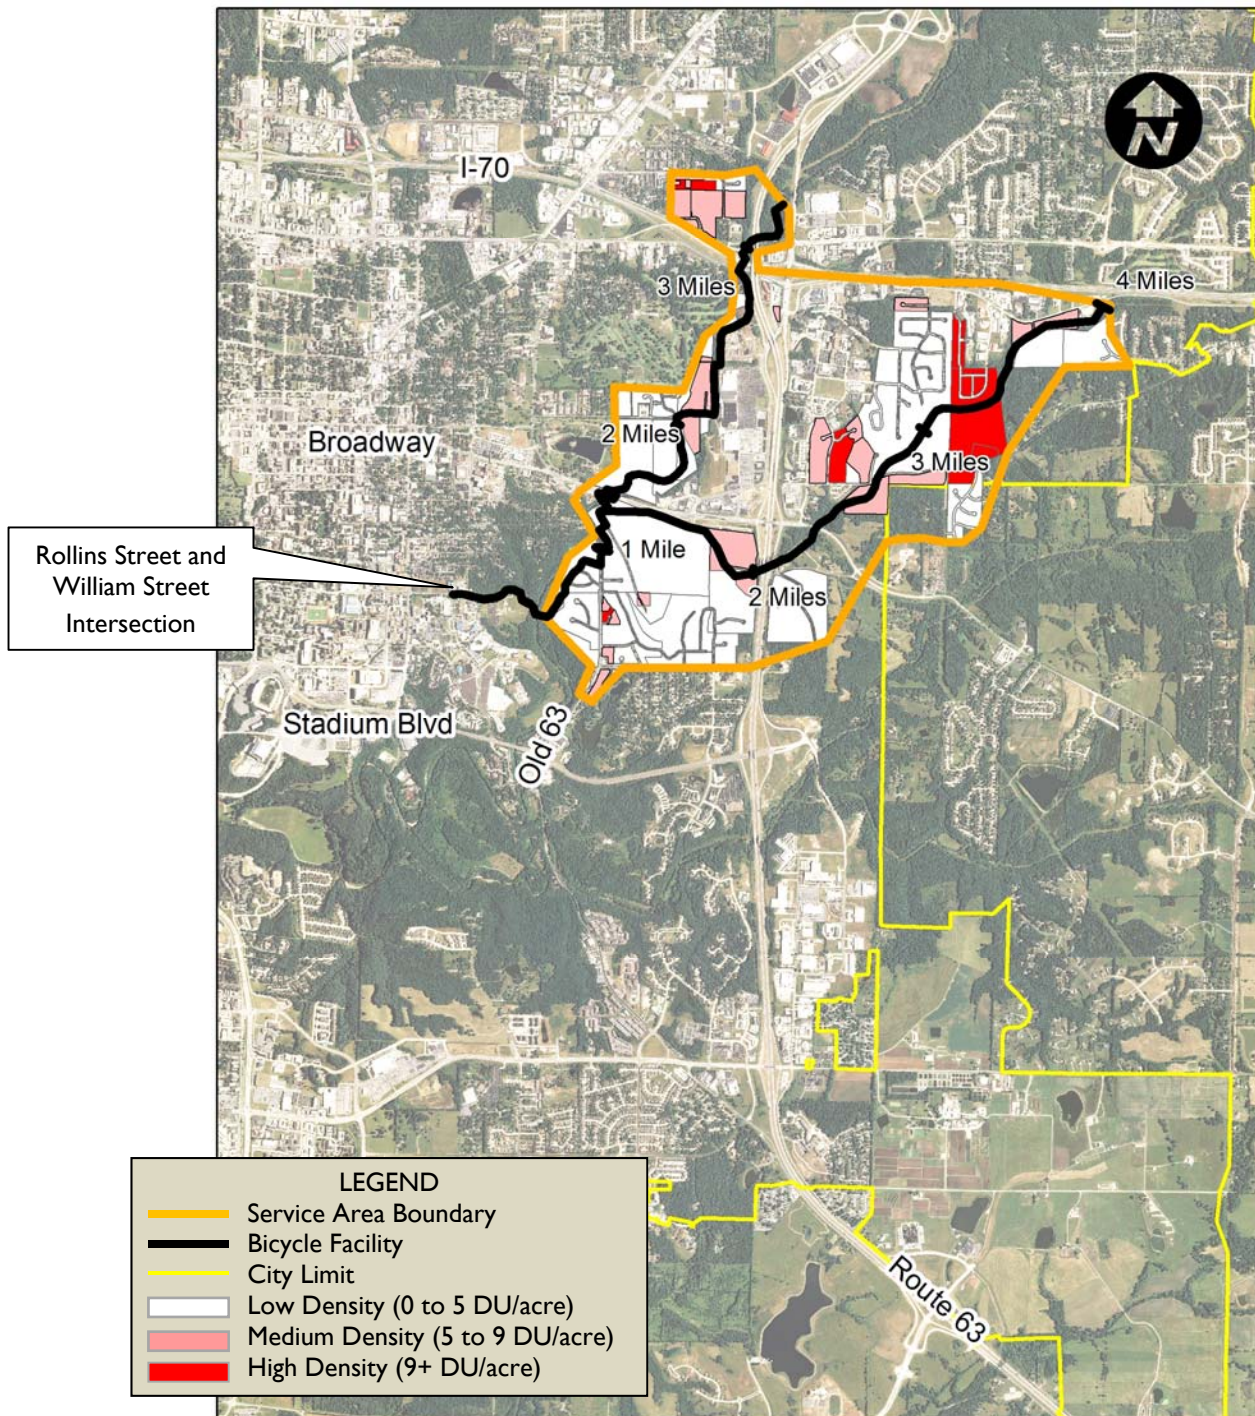 N
I-70
3 Miles
4 Miles
Broadway
2 Miles
3 Miles
Rollins Street and
William Street
Intersection
1 Mile
2 Miles
Stadium Blvd
Old 63
Route 63
LEGEND
Service Area Boundary
Bicycle Facility
City Limit
Low Density (0 to 5 DU/acre)
Medium Density (5 to 9 DU/acre)
High Density (9+ DU/acre)